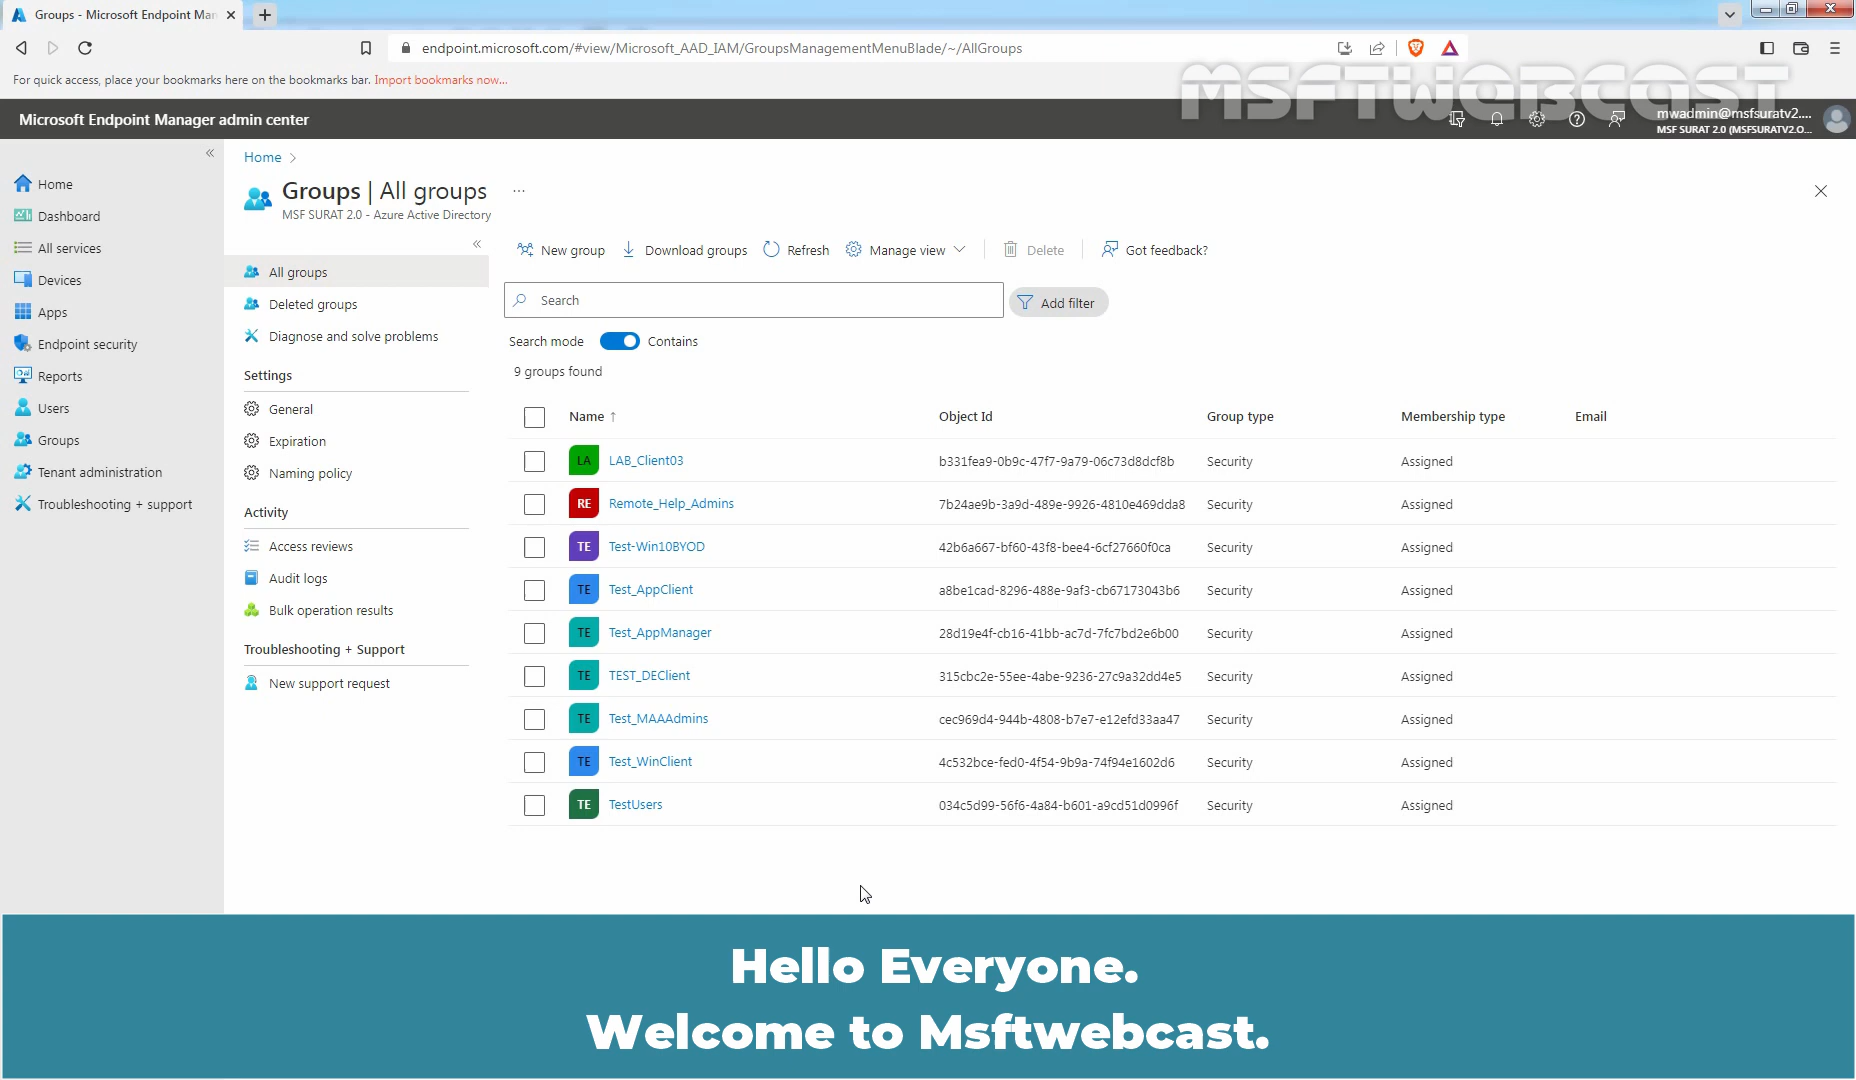 Groups - Microsoft Endpoint Man
endpoint.microsoft.com/#view/Microsoft_AAD_IAM/GroupsManagementMenuBlade/~/AllGroups
For quick access, place your bookmarks here on the bookmarks bar. Import bookmarks now...
MSFTWEBCAST
Microsoft Endpoint Manager admin center
mwadmin@msfsuratv2....
MSF SURAT 2.0 (MSFSURATV2.O...
Home
Dashboard
All services
Devices
Apps
Endpoint security
Reports
Users
Groups
Tenant administration
Troubleshooting + support
Home >
Groups | All groups ...
MSF SURAT 2.0 - Azure Active Directory
All groups
Deleted groups
Diagnose and solve problems
Settings
General
Expiration
Naming policy
Activity
Access reviews
Audit logs
Bulk operation results
Troubleshooting + Support
New support request
New group Download groups Refresh Manage view Delete Got feedback?
Search Add filter
Search mode Contains
9 groups found
Name ↑ Object Id Group type Membership type Email
LA LAB_Client03 b331fea9-0b9c-47f7-9a79-06c73d8dcf8b Security Assigned
RE Remote_Help_Admins 7b24ae9b-3a9d-489e-9926-4810e469dda8 Security Assigned
TE Test-Win10BYOD 42b6a667-bf60-43f8-bee4-6cf27660f0ca Security Assigned
TE Test_AppClient a8be1cad-8296-488e-9af3-cb67173043b6 Security Assigned
TE Test_AppManager 28d19e4f-cb16-41bb-ac7d-7fc7bd2e6b00 Security Assigned
TE TEST_DEClient 315cbc2e-55ee-4abe-9236-27c9a32dd4e5 Security Assigned
TE Test_MAAAdmins cec969d4-944b-4808-b7e7-e12efd33aa47 Security Assigned
TE Test_WinClient 4c532bce-fed0-4f54-9b9a-74f94e1602d6 Security Assigned
TE TestUsers 034c5d99-56f6-4a84-b601-a9cd51d0996f Security Assigned
Hello Everyone.
Welcome to Msftwebcast.